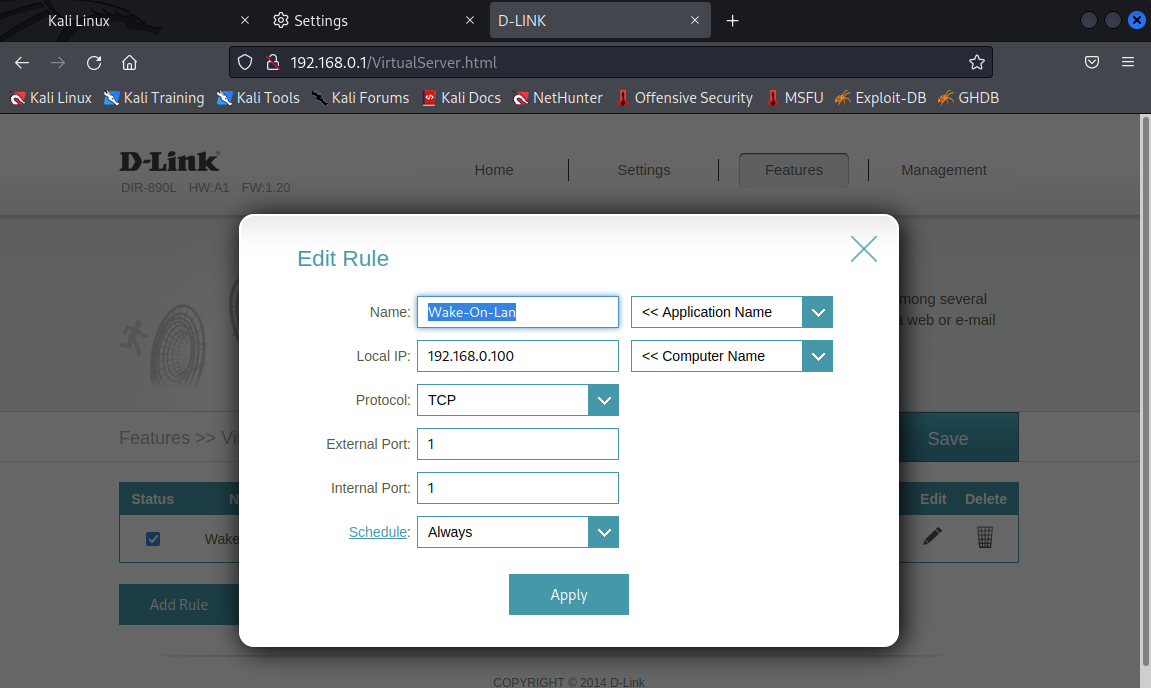 Kali Linux
Settings
D-LINK
192.168.0.1/VirtualServer.html
Kali Linux Kali Training Kali Tools Kali Forums Kali Docs NetHunter Offensive Security MSFU Exploit-DB GHDB
D-Link
DIR-890L HW:A1 FW:1.20
Home Settings Features Management
mong several
a web or e-mail
Features >> Vi
Save
Status N Edit Delete
Wake
Add Rule
Edit Rule
Name: Wake-On-Lan << Application Name
Local IP: 192.168.0.100 << Computer Name
Protocol: TCP
External Port: 1
Internal Port: 1
Schedule: Always
Apply
COPYRIGHT © 2014 D-Link